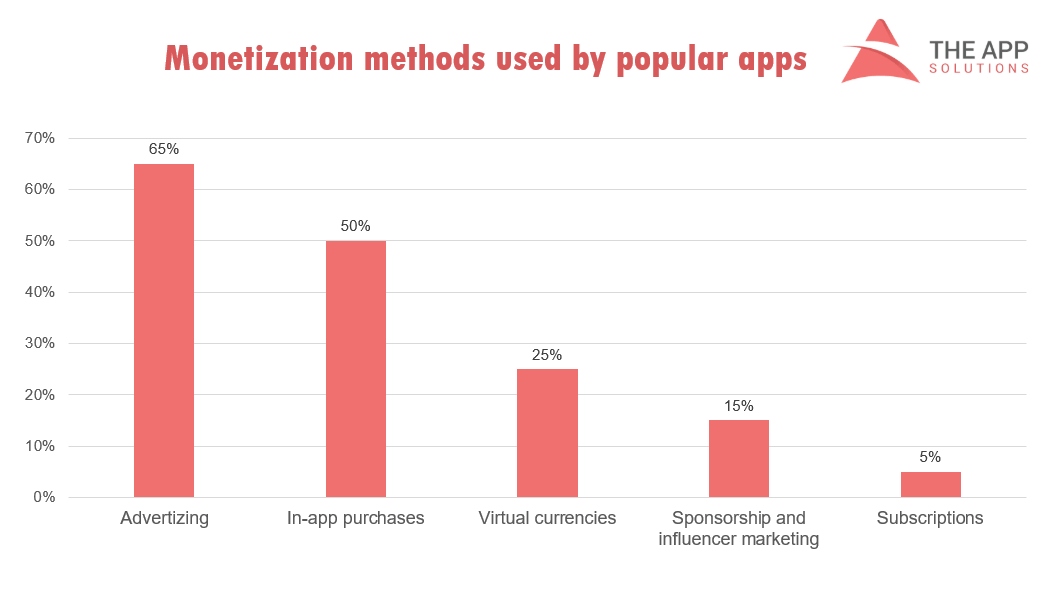 Monetization methods used by popular apps
THE APP
SOLUTIONS
70%
65%
60%
50%
50%
40%
30%
25%
20%
15%
10%
5%
0%
Advertizing
In-app purchases
Virtual currencies
Sponsorship and
influencer marketing
Subscriptions